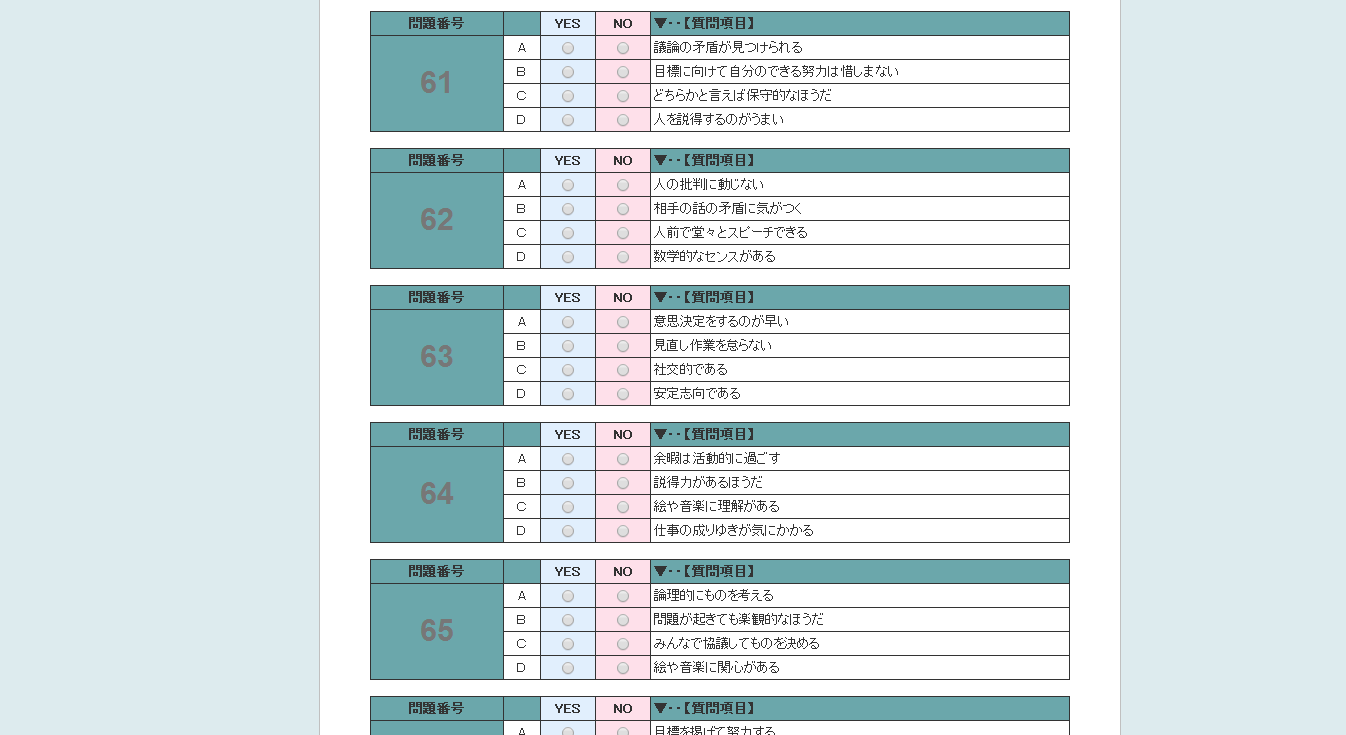 問題番号 YES NO ▼--【質問項目】
61
A 議論の矛盾が見つけられる
B 目標に向けて自分のできる努力は惜しまない
C どちらかと言えば保守的なほうだ
D 人を説得するのがうまい
問題番号 YES NO ▼--【質問項目】
62
A 人の批判に動じない
B 相手の話の矛盾に気がつく
C 人前で堂々とスピーチできる
D 数学的なセンスがある
問題番号 YES NO ▼--【質問項目】
63
A 意思決定をするのが早い
B 見直し作業を怠らない
C 社交的である
D 安定志向である
問題番号 YES NO ▼--【質問項目】
64
A 余暇は活動的に過ごす
B 説得力があるほうだ
C 絵や音楽に理解がある
D 仕事の成りゆきが気にかかる
問題番号 YES NO ▼--【質問項目】
65
A 論理的にものを考える
B 問題が起きても楽観的なほうだ
C みんなで協議してものを決める
D 絵や音楽に関心がある
問題番号 YES NO ▼--【質問項目】
A 目標を掲げて努力する